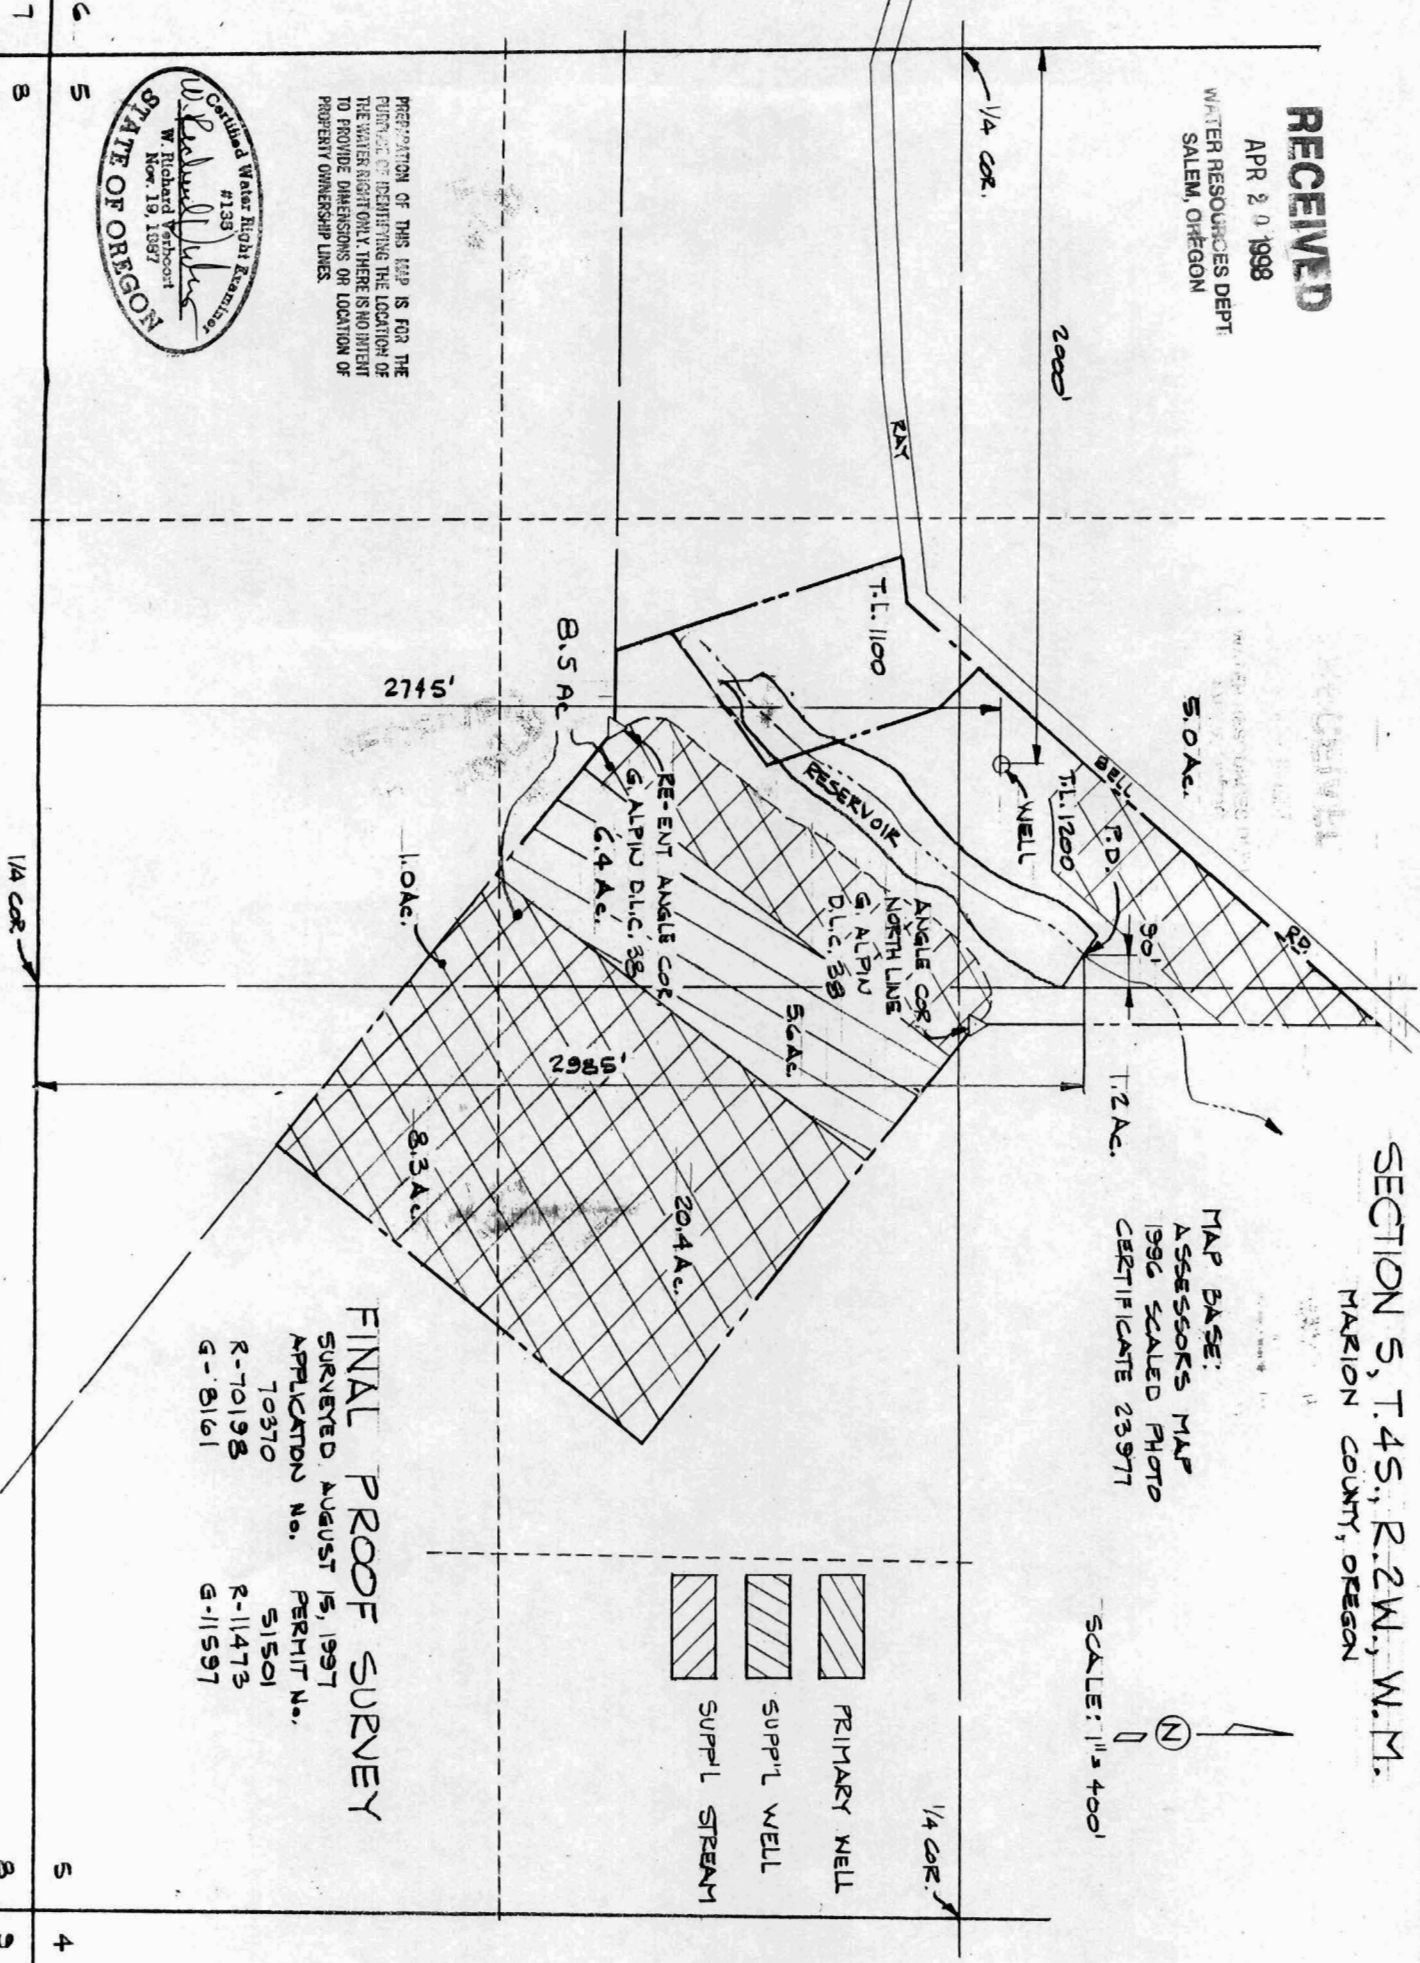 RECEIVED
APR 20 1998
WATER RESOURCES DEPT.
SALEM, OREGON
SECTION 5, T.4S., R.2W., W.M.
MARION COUNTY, OREGON
MAP BASE:
ASSESSORS MAP
1996 SCALED PHOTO
CERTIFICATE 23977
SCALE: 1" = 400'
N
1/4 COR.
2000'
RAY
BELL
RD.
5.0 Ac.
T.L. 1100
T.L. 1200
P.D.
90'
WELL
RESERVOIR
1.2 Ac.
ANGLE COR
NORTH LINE
G. ALPIN
D.L.C. 38
RE-ENT ANGLE COR.
G. ALPIN D.L.C. 38
8.5 Ac
6.4 Ac.
5.6 Ac.
2745'
2985'
1.0 Ac.
8.3 Ac.
20.4 Ac.
1/4 COR.
1/4 COR
PRIMARY WELL
SUPP'L WELL
SUPP'L STREAM
PREPARATION OF THIS MAP IS FOR THE
PURPOSE OF IDENTIFYING THE LOCATION OF
THE WATER RIGHT ONLY. THERE IS NO INTENT
TO PROVIDE DIMENSIONS OR LOCATION OF
PROPERTY OWNERSHIP LINES.
Certified Water Right Examiner
#133
W. Richard Verboort
Nov. 19, 1987
STATE OF OREGON
FINAL PROOF SURVEY
SURVEYED AUGUST 15, 1997
APPLICATION No. PERMIT No.
70370 51501
R-70198 R-11473
G-8161 G-11597
6 5
7 8
5 4
8 9